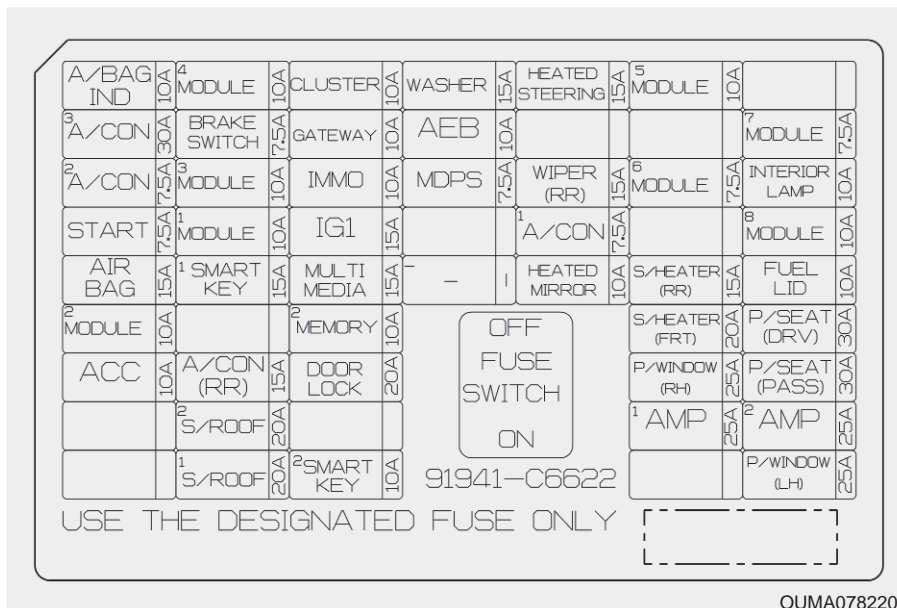 A/BAG IND 10A 4 MODULE 10A CLUSTER 10A WASHER 15A HEATED STEERING 15A 5 MODULE 10A
3 A/CON 30A BRAKE SWITCH 7.5A GATEWAY 10A AEB 10A 7 MODULE 7.5A
2 A/CON 7.5A 3 MODULE 10A IMMO 10A MDPS 7.5A WIPER (RR) 15A 6 MODULE 7.5A INTERIOR LAMP 10A
START 7.5A 1 MODULE 10A IG1 15A 1 A/CON 7.5A 8 MODULE 10A
AIR BAG 15A 1 SMART KEY 15A MULTI MEDIA 15A - - - HEATED MIRROR 10A S/HEATER (RR) 15A FUEL LID 10A
2 MODULE 10A 2 MEMORY 10A S/HEATER (FRT) 20A P/SEAT (DRV) 30A
ACC 10A A/CON (RR) 15A DOOR LOCK 20A P/WINDOW (RH) 25A P/SEAT (PASS) 30A
2 S/ROOF 20A 1 AMP 25A 2 AMP 25A
1 S/ROOF 20A 2 SMART KEY 10A P/WINDOW (LH) 25A
OFF
FUSE
SWITCH
ON
91941-C6622
USE THE DESIGNATED FUSE ONLY
OUMA078220